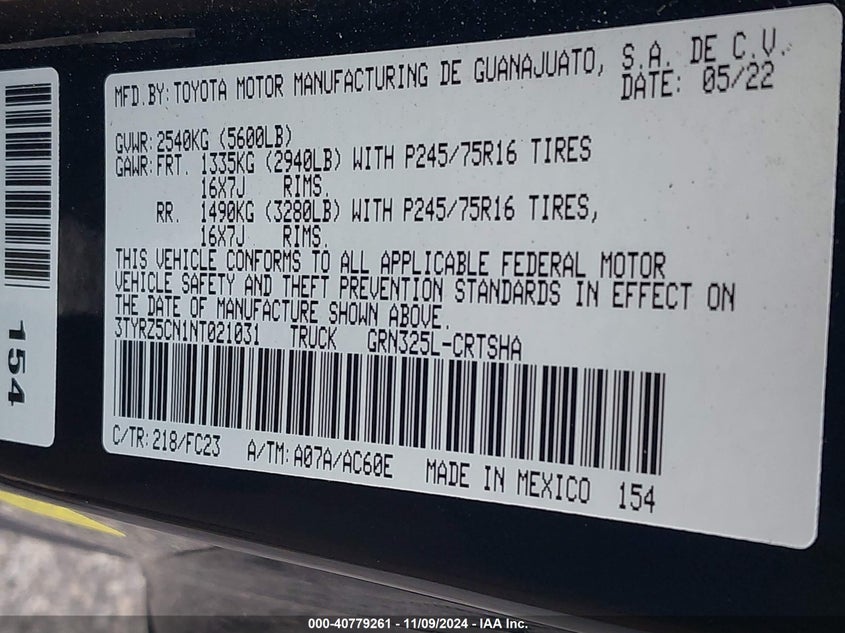 MFD.BY:TOYOTA MOTOR MANUFACTURING DE GUANAJUATO, S.A. DE C.V.
DATE: 05/22
GVWR:2540KG (5600LB)
GAWR:FRT. 1335KG (2940LB) WITH P245/75R16 TIRES
16X7J RIMS.
RR. 1490KG (3280LB) WITH P245/75R16 TIRES,
16X7J RIMS.
THIS VEHICLE CONFORMS TO ALL APPLICABLE FEDERAL MOTOR
VEHICLE SAFETY AND THEFT PREVENTION STANDARDS IN EFFECT ON
THE DATE OF MANUFACTURE SHOWN ABOVE.
3TYRZ5CN1NT021031 TRUCK GRN325L-CRTSHA
C/TR:218/FC23 A/TM:A07A/AC60E MADE IN MEXICO 154
154
000-40779261 - 11/09/2024 - IAA Inc.